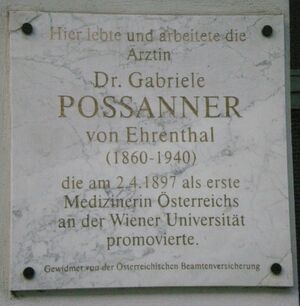 Hier lebte und arbeitete die
Ärztin
Dr. Gabriele
POSSANNER
von Ehrenthal
(1860-1940)
die am 2.4.1897 als erste
Medizinerin Österreichs
an der Wiener Universität
promovierte.
Gewidmet von der Österreichischen Beamtenversicherung